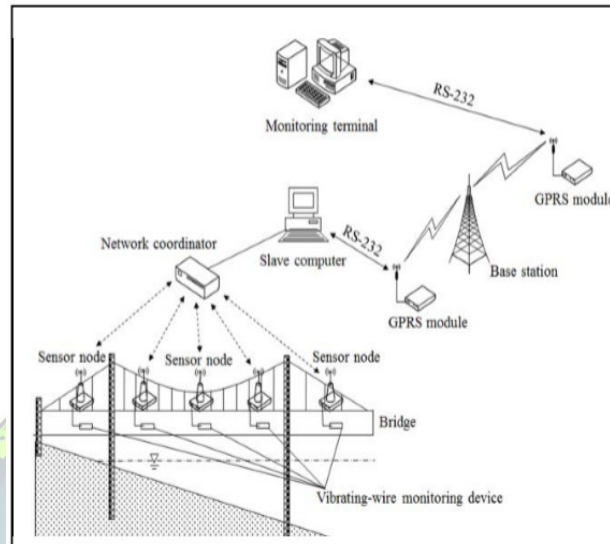 RS-232
Monitoring terminal
GPRS module
Network coordinator
Slave computer
RS-232
Base station
GPRS module
Sensor node
Sensor node
Sensor node
Bridge
Vibrating-wire monitoring device